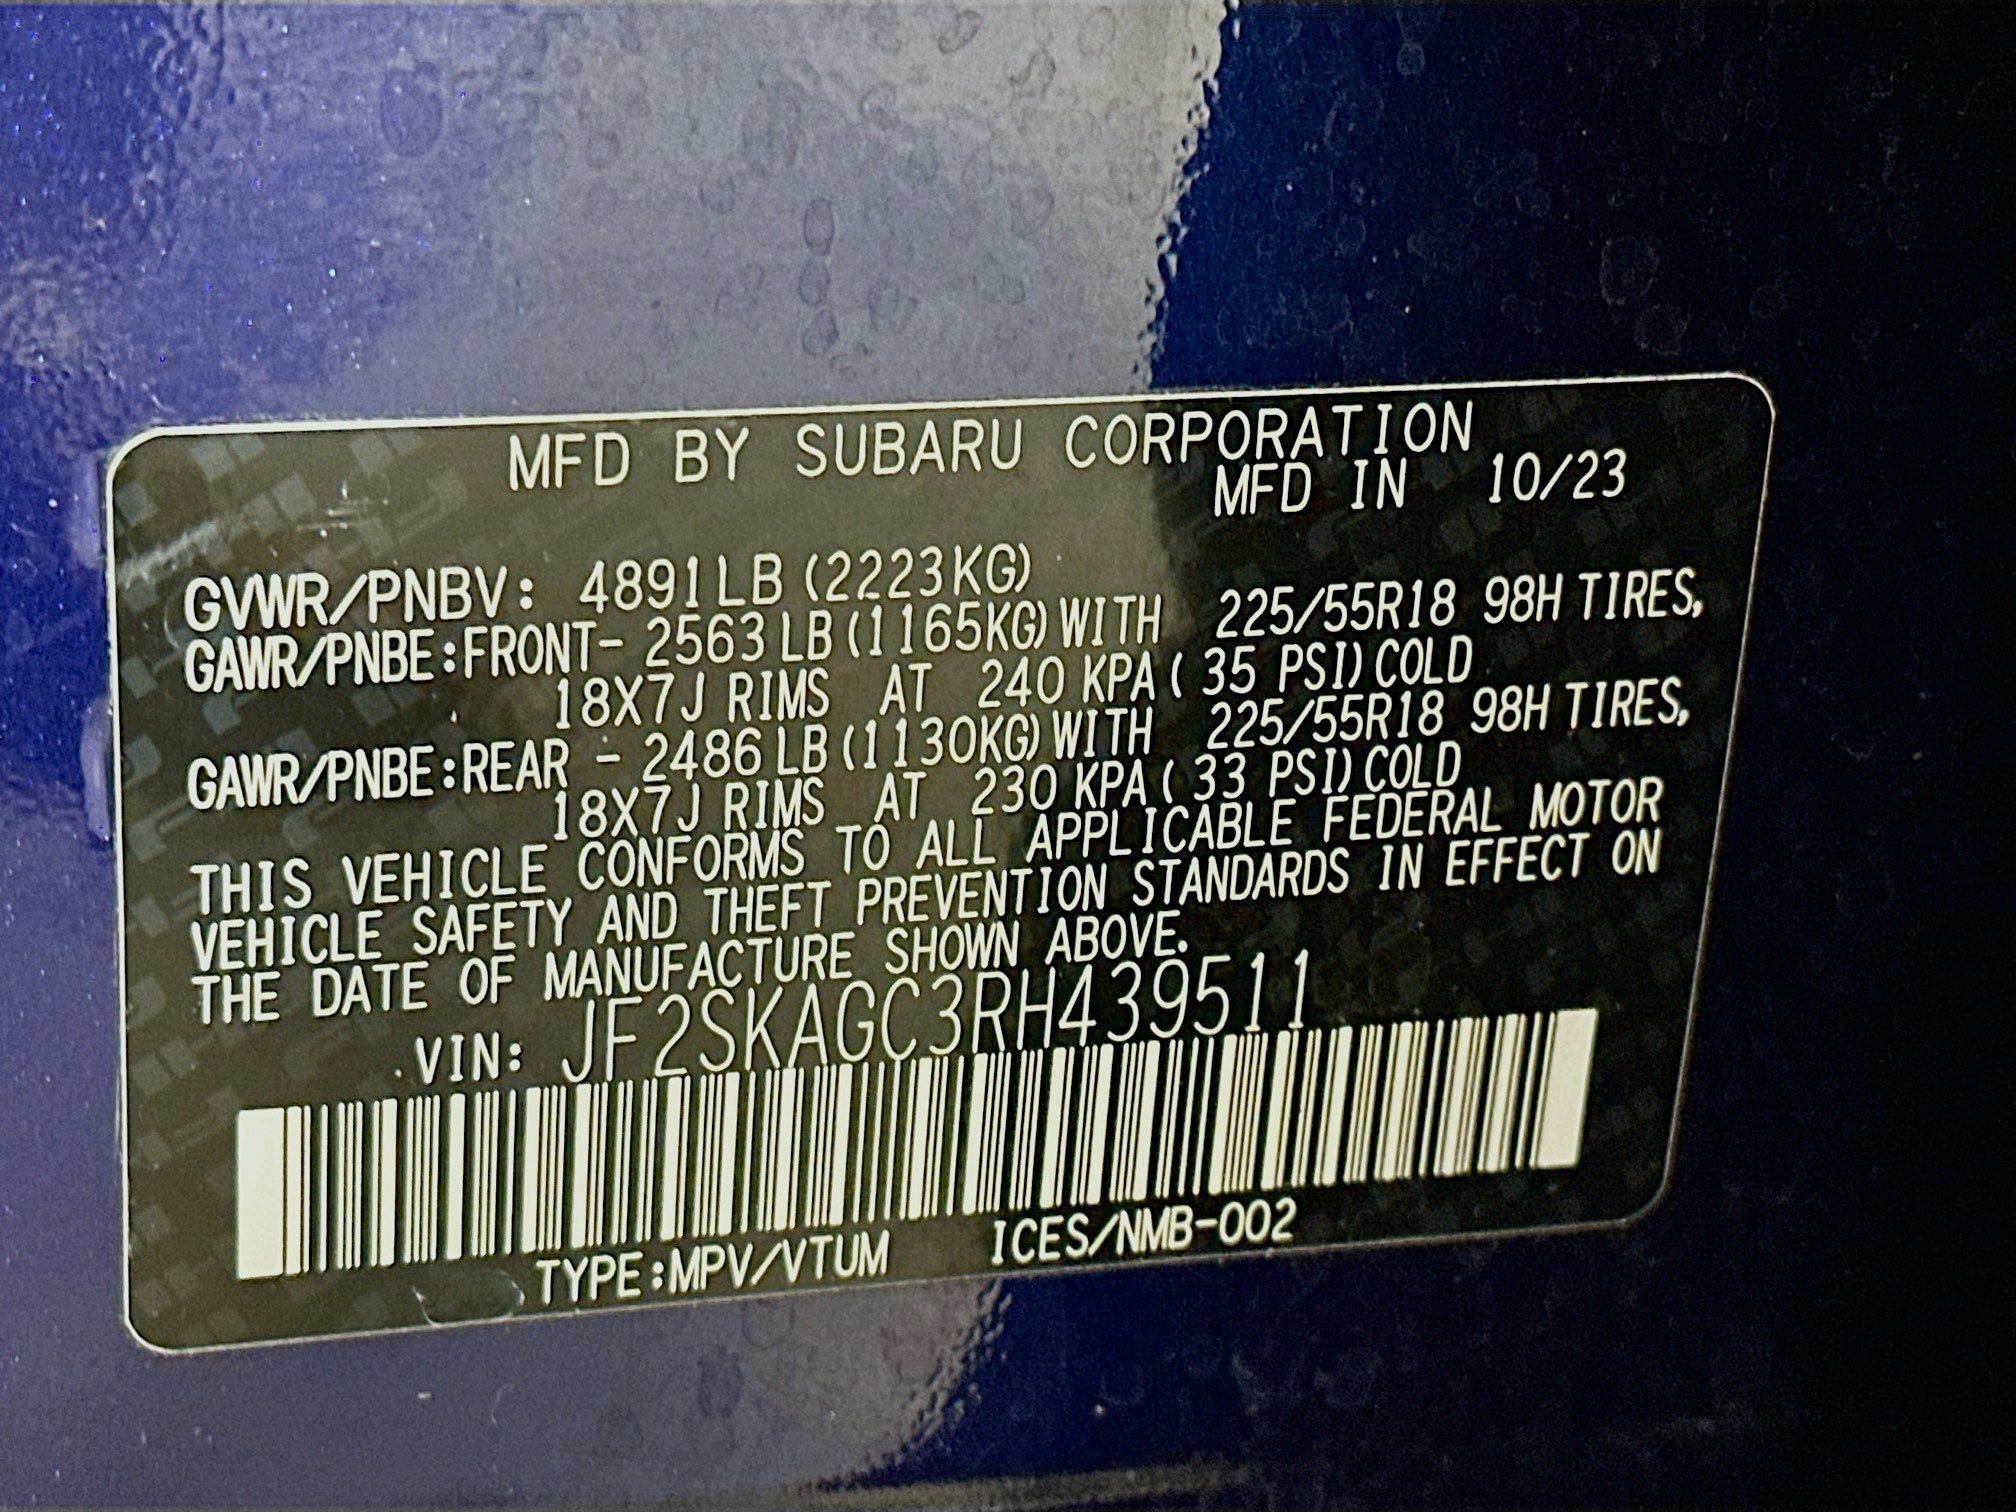 MFD BY SUBARU CORPORATION
MFD IN 10/23
GVWR/PNBV: 4891LB (2223KG)
GAWR/PNBE:FRONT- 2563 LB (1165KG) WITH 225/55R18 98H TIRES,
18X7J RIMS AT 240 KPA ( 35 PSI) COLD
GAWR/PNBE:REAR - 2486 LB (1130KG) WITH 225/55R18 98H TIRES,
18X7J RIMS AT 230 KPA ( 33 PSI) COLD
THIS VEHICLE CONFORMS TO ALL APPLICABLE FEDERAL MOTOR
VEHICLE SAFETY AND THEFT PREVENTION STANDARDS IN EFFECT ON
THE DATE OF MANUFACTURE SHOWN ABOVE.
VIN: JF2SKAGC3RH439511
TYPE:MPV/VTUM ICES/NMB-002